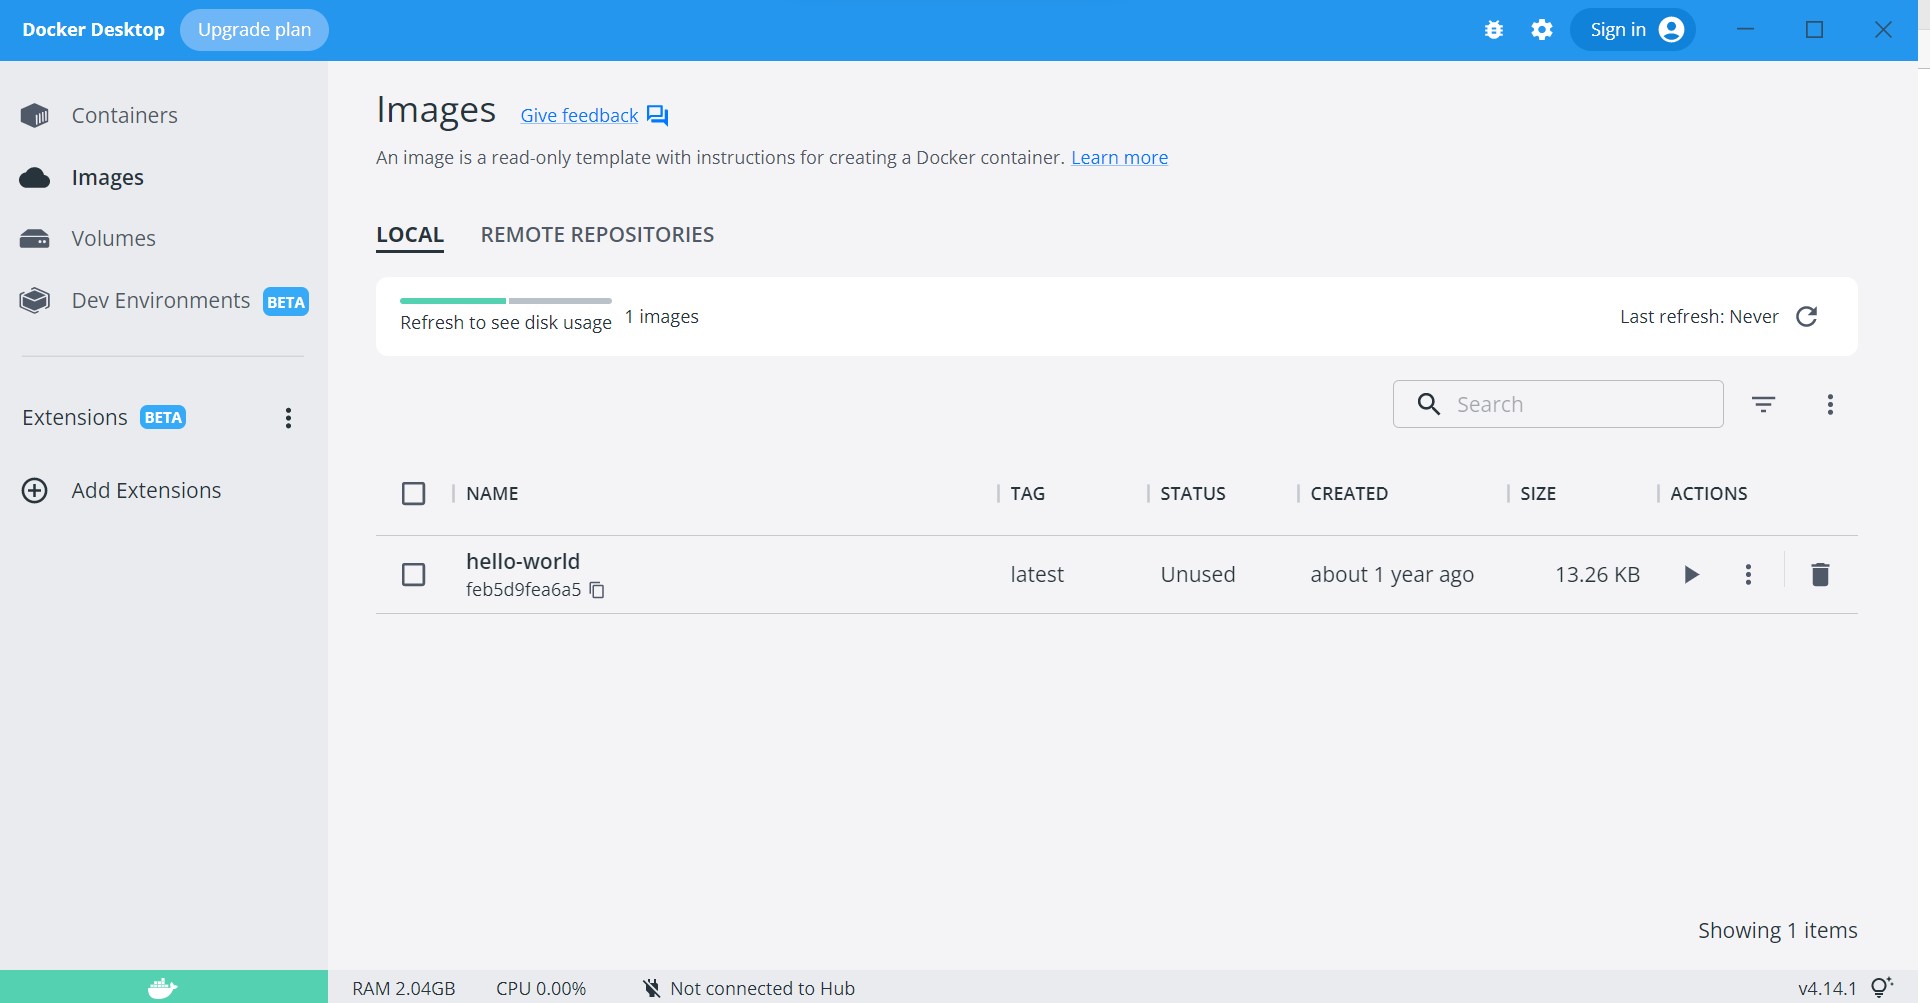 Docker Desktop Upgrade plan Sign in
Containers
Images
Volumes
Dev Environments BETA
Extensions BETA
Add Extensions
Images Give feedback
An image is a read-only template with instructions for creating a Docker container. Learn more
LOCAL REMOTE REPOSITORIES
Refresh to see disk usage 1 images Last refresh: Never
Search
NAME TAG STATUS CREATED SIZE ACTIONS
hello-world latest Unused about 1 year ago 13.26 KB
feb5d9fea6a5
Showing 1 items
RAM 2.04GB CPU 0.00% Not connected to Hub v4.14.1